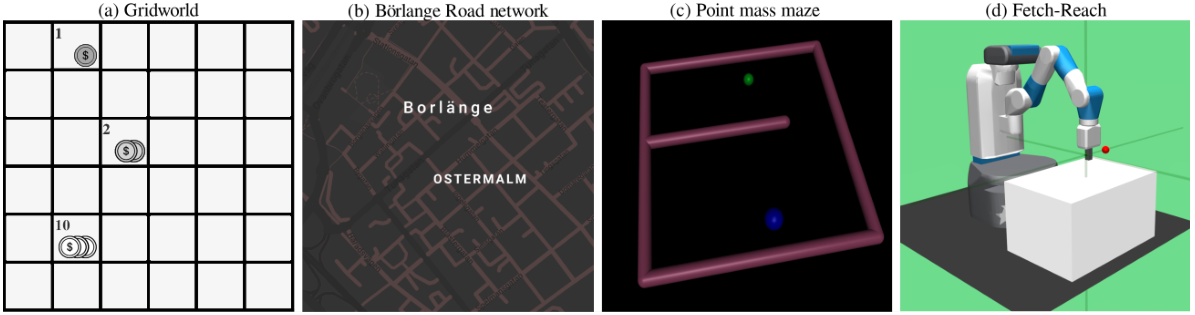 (a) Gridworld
(b) Börlange Road network
(c) Point mass maze
(d) Fetch-Reach
1
$
2
$
10
$
Borlänge
OSTERMALM